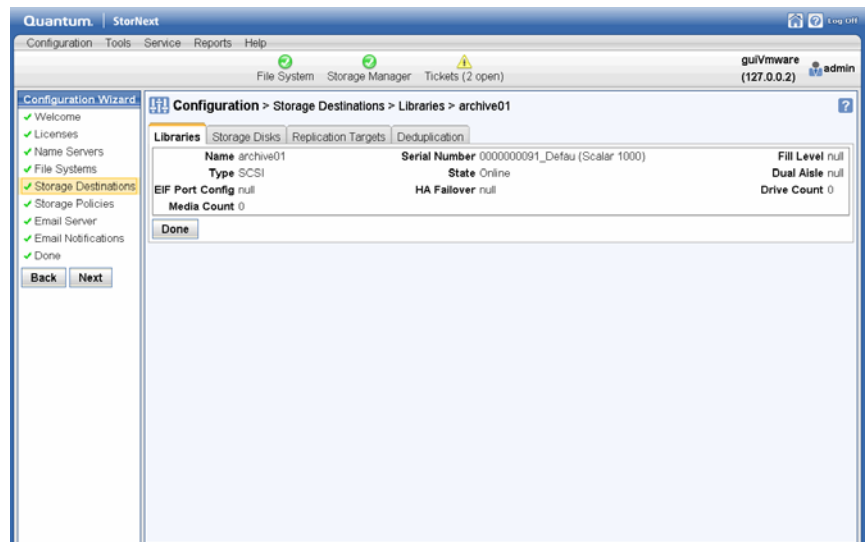 Quantum. StorNext Log Off
Configuration Tools Service Reports Help
File System Storage Manager Tickets (2 open)
guiVmware
(127.0.0.2)
admin
Configuration Wizard
Welcome
Licenses
Name Servers
File Systems
Storage Destinations
Storage Policies
Email Server
Email Notifications
Done
Back Next
Configuration > Storage Destinations > Libraries > archive01 ?
Libraries Storage Disks Replication Targets Deduplication
Name archive01 Serial Number 0000000091_Defau (Scalar 1000) Fill Level null
Type SCSI State Online Dual Aisle null
EIF Port Config null HA Failover null Drive Count 0
Media Count 0
Done